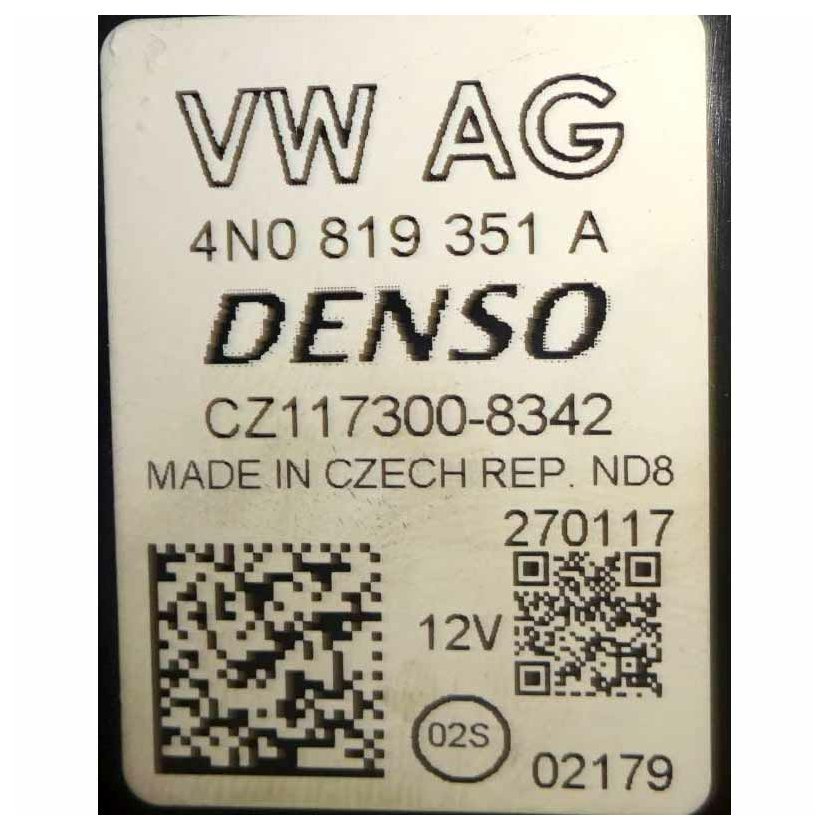 VW AG
4N0 819 351 A
DENSO
CZ117300-8342
MADE IN CZECH REP. ND8
270117
12V
02S
02179